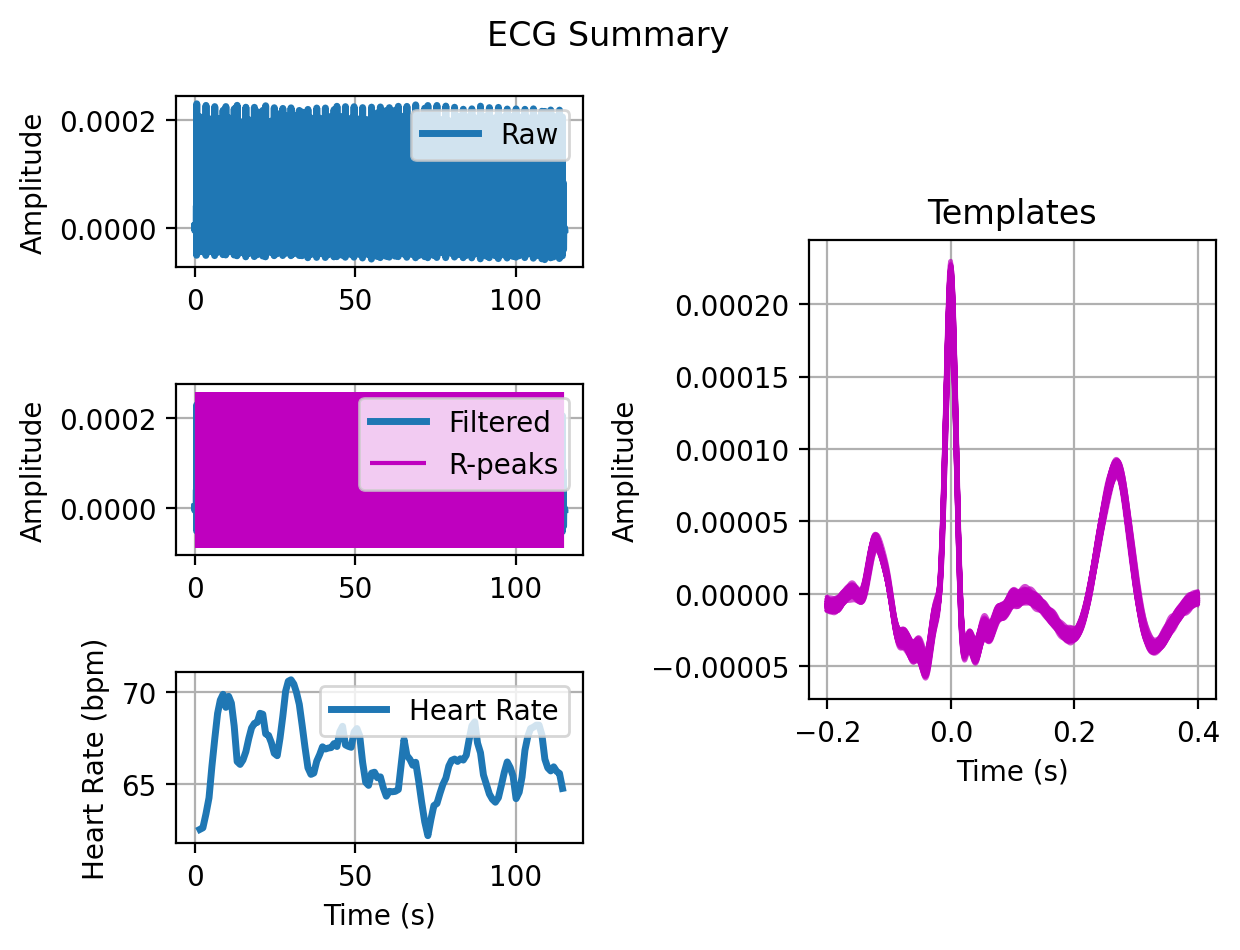 ECG Summary
Amplitude
0.0002
0.0000
Raw
0
50
100
Amplitude
0.0002
0.0000
Filtered
R-peaks
0
50
100
Heart Rate (bpm)
70
65
Heart Rate
0
50
100
Time (s)
Templates
Amplitude
0.00020
0.00015
0.00010
0.00005
0.00000
−0.00005
−0.2
0.0
0.2
0.4
Time (s)